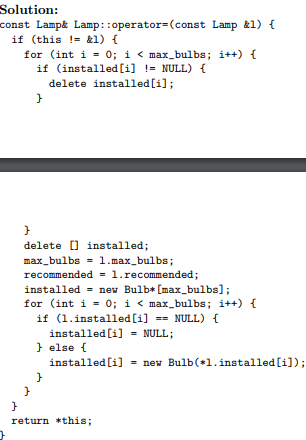 Solution:
const Lamp& Lamp::operator=(const Lamp &l) {
  if (this != &l) {
    for (int i = 0; i < max_bulbs; i++) {
      if (installed[i] != NULL) {
        delete installed[i];
      }
    }
    delete [] installed;
    max_bulbs = l.max_bulbs;
    recommended = l.recommended;
    installed = new Bulb*[max_bulbs];
    for (int i = 0; i < max_bulbs; i++) {
      if (l.installed[i] == NULL) {
        installed[i] = NULL;
      } else {
        installed[i] = new Bulb(*l.installed[i]);
      }
    }
  }
  return *this;
}